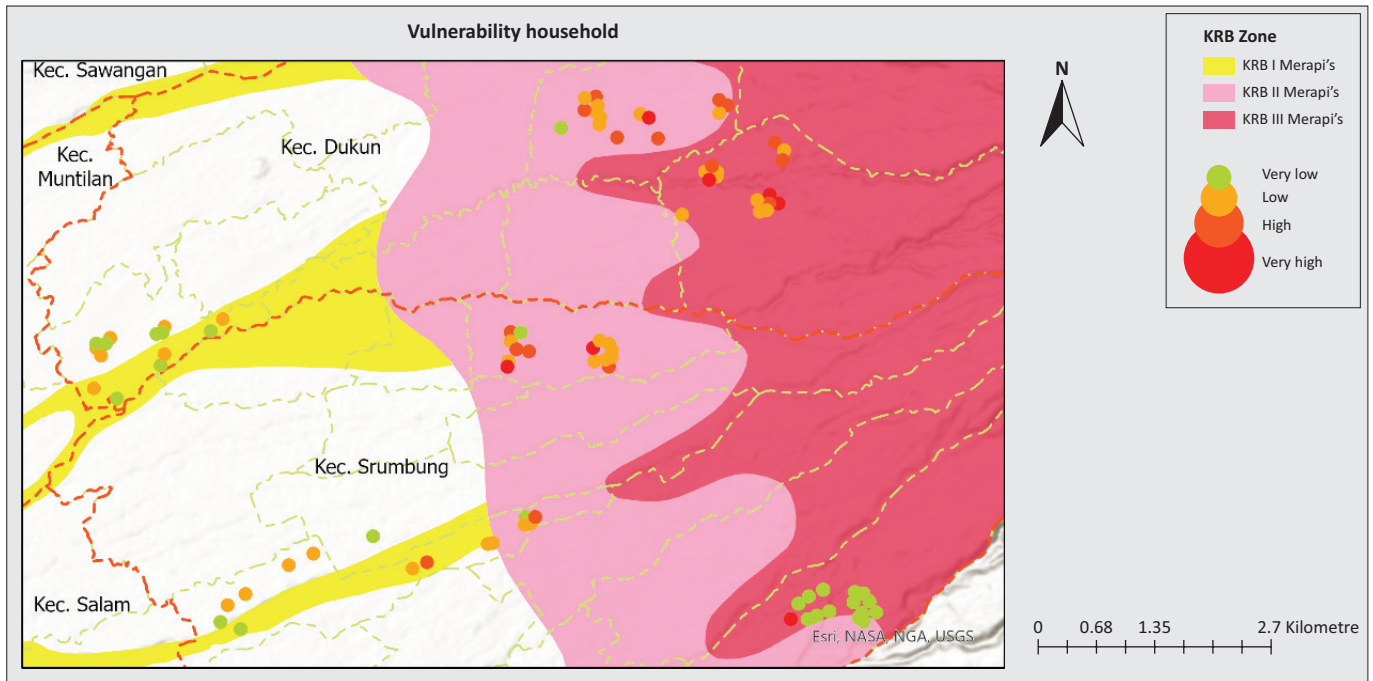 Vulnerability household
Kec. Sawangan
Kec.
Muntilan
Kec. Dukun
Kec. Srumbung
Kec. Salam
Esri, NASA, NGA, USGS
KRB Zone
KRB I Merapi's
KRB II Merapi's
KRB III Merapi's
Very low
Low
High
Very high
N
0 0.68 1.35 2.7 Kilometre